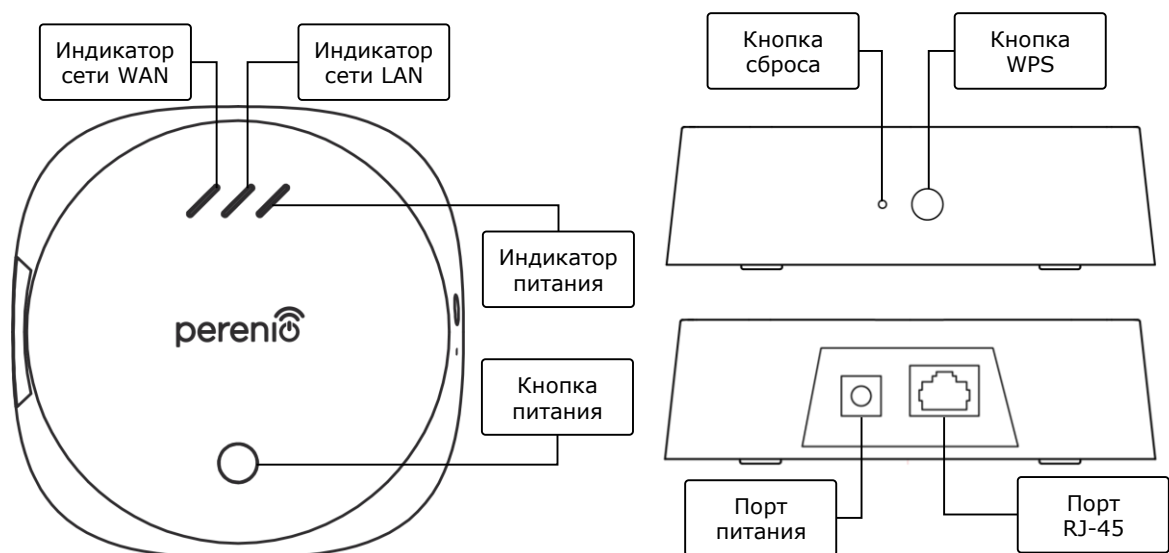 Индикатор
сети WAN
Индикатор
сети LAN
Кнопка
сброса
Кнопка
WPS
Индикатор
питания
perenio
Кнопка
питания
Порт
питания
Порт
RJ-45